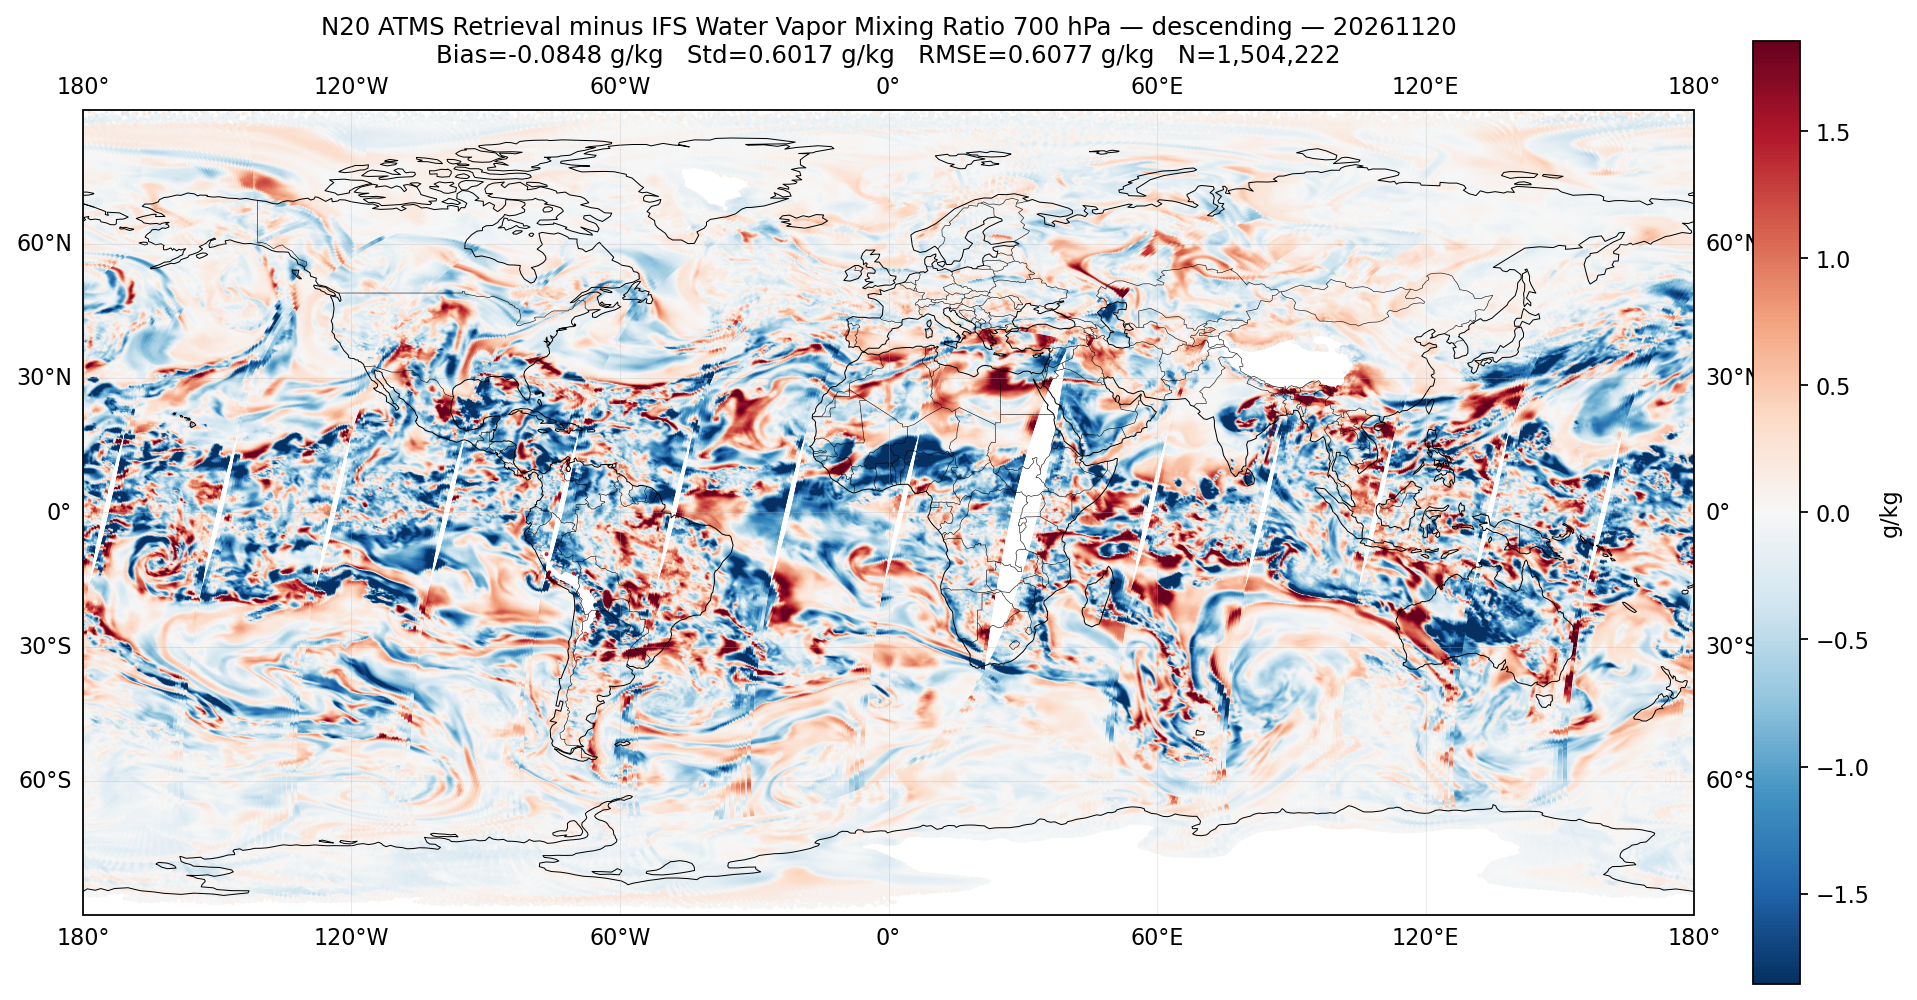 N20 ATMS Retrieval minus IFS Water Vapor Mixing Ratio 700 hPa — descending — 20261120
Bias=-0.0848 g/kg   Std=0.6017 g/kg   RMSE=0.6077 g/kg   N=1,504,222
180° 120°W 60°W 0° 60°E 120°E 180°
60°N 60°N
30°N 30°N
0° 0°
30°S 30°S
60°S 60°S
180° 120°W 60°W 0° 60°E 120°E 180°
1.5
1.0
0.5
0.0
−0.5
−1.0
−1.5
g/kg